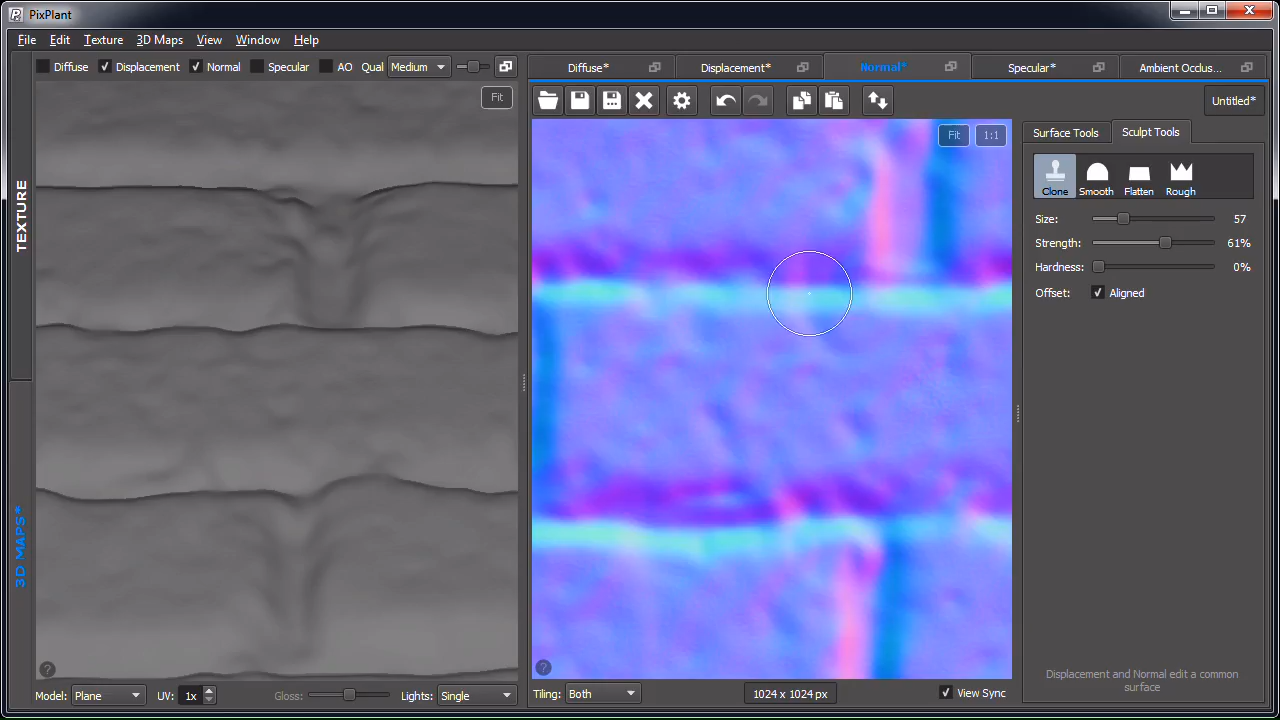 PixPlant
File Edit Texture 3D Maps View Window Help
Diffuse Displacement Normal Specular AO Qual Medium
Diffuse* Displacement* Normal* Specular* Ambient Occlus...
Fit
Untitled*
Fit 1:1
Surface Tools Sculpt Tools
Clone Smooth Flatten Rough
Size: 57
Strength: 61%
Hardness: 0%
Offset: Aligned
TEXTURE
3D MAPS*
Displacement and Normal edit a common
surface
?
?
Model: Plane UV: 1x Gloss: Lights: Single
Tiling: Both 1024 x 1024 px View Sync